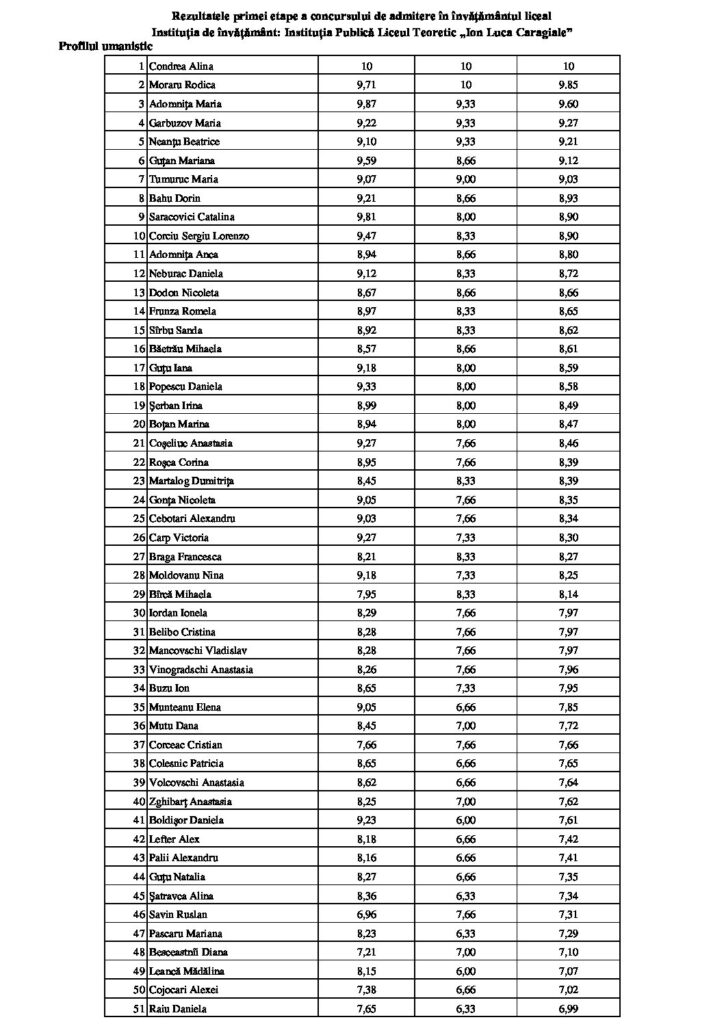 Rezultatele primei etape a concursului de admitere în învățământul liceal
Instituția de învățământ: Instituția Publică Liceul Teoretic „Ion Luca Caragiale”
Profilul umanistic
1 Condrea Alina 10 10 10
2 Moraru Rodica 9,71 10 9.85
3 Adomnița Maria 9,87 9,33 9.60
4 Garbuzov Maria 9,22 9,33 9.27
5 Neanțu Beatrice 9,10 9,33 9.21
6 Guțan Mariana 9,59 8,66 9.12
7 Tumuruc Maria 9,07 9,00 9,03
8 Bahu Dorin 9,21 8,66 8,93
9 Saracovici Catalina 9,81 8,00 8,90
10 Corciu Sergiu Lorenzo 9,47 8,33 8,90
11 Adomnița Anca 8,94 8,66 8,80
12 Neburac Daniela 9,12 8,33 8,72
13 Dodon Nicoleta 8,67 8,66 8,66
14 Frunza Romela 8,97 8,33 8,65
15 Sîrbu Sanda 8,92 8,33 8,62
16 Băetrău Mihaela 8,57 8,66 8,61
17 Guțu Iana 9,18 8,00 8,59
18 Popescu Daniela 9,33 8,00 8,58
19 Șerban Irina 8,99 8,00 8,49
20 Boțan Marina 8,94 8,00 8,47
21 Coșeliuc Anastasia 9,27 7,66 8,46
22 Roșca Corina 8,95 7,66 8,39
23 Martalog Dumitrița 8,45 8,33 8,39
24 Gonța Nicoleta 9,05 7,66 8,35
25 Cebotari Alexandru 9,03 7,66 8,34
26 Carp Victoria 9,27 7,33 8,30
27 Braga Francesca 8,21 8,33 8,27
28 Moldovanu Nina 9,18 7,33 8,25
29 Bîrcă Mihaela 7,95 8,33 8,14
30 Iordan Ionela 8,29 7,66 7,97
31 Belibo Cristina 8,28 7,66 7,97
32 Mancovschi Vladislav 8,28 7,66 7,97
33 Vinogradschi Anastasia 8,26 7,66 7,96
34 Buzu Ion 8,65 7,33 7,95
35 Munteanu Elena 9,05 6,66 7,85
36 Mutu Dana 8,45 7,00 7,72
37 Corceac Cristian 7,66 7,66 7,66
38 Colesnic Patricia 8,65 6,66 7,65
39 Volcovschi Anastasia 8,62 6,66 7,64
40 Zghibarț Anastasia 8,25 7,00 7,62
41 Boldișor Daniela 9,23 6,00 7,61
42 Lefter Alex 8,18 6,66 7,42
43 Palii Alexandru 8,16 6.66 7,41
44 Guțu Natalia 8,27 6,66 7,35
45 Șatravca Alina 8,36 6,33 7,34
46 Savin Ruslan 6,96 7,66 7,31
47 Pascaru Mariana 8,23 6,33 7,29
48 Besceastnîi Diana 7,21 7,00 7,10
49 Leancă Mădălina 8,15 6,00 7,07
50 Cojocari Alexei 7,38 6,66 7,02
51 Raiu Daniela 7,65 6,33 6,99